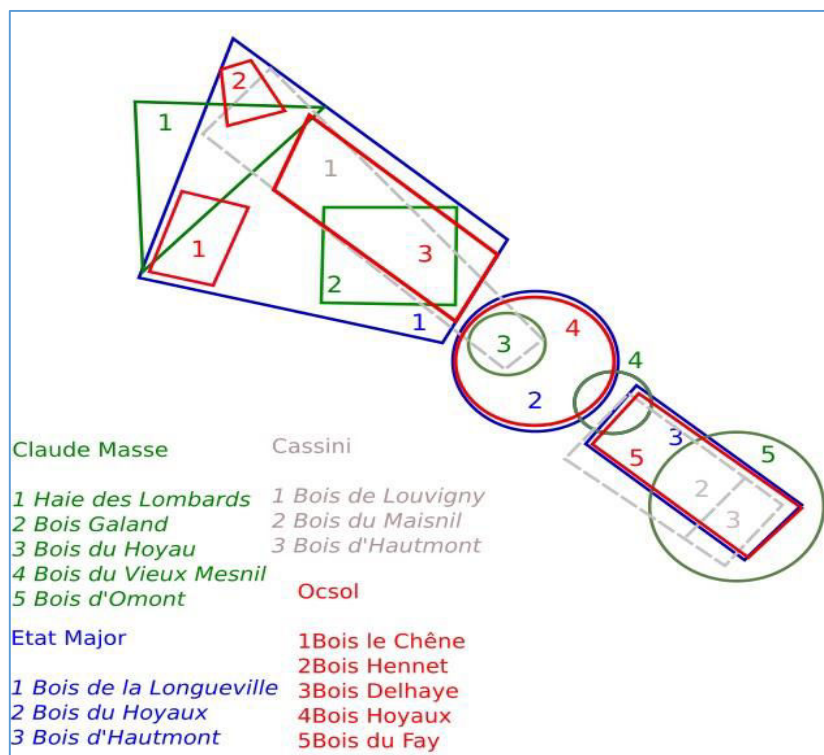 2
1
1
1
3
2
1
3
4
2
4
3
5
5
2
3
Claude Masse
1 Haie des Lombards
2 Bois Galand
3 Bois du Hoyau
4 Bois du Vieux Mesnil
5 Bois d'Omont
Cassini
1 Bois de Louvigny
2 Bois du Maisnil
3 Bois d'Hautmont
Etat Major
1 Bois de la Longueville
2 Bois du Hoyaux
3 Bois d'Hautmont
Ocsol
1Bois le Chêne
2Bois Hennet
3Bois Delhaye
4Bois Hoyaux
5Bois du Fay